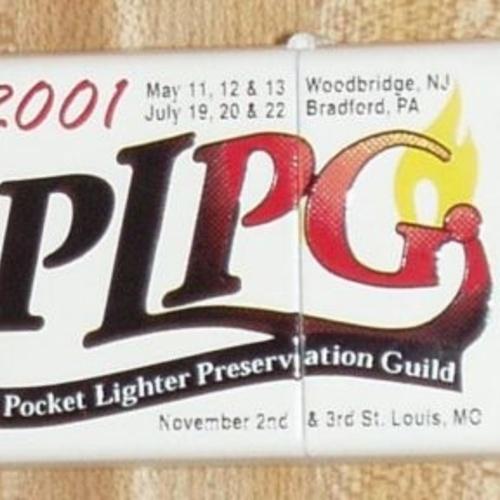 2001
May 11, 12 & 13 Woodbridge, NJ
July 19, 20 & 22 Bradford, PA
PLPG
Pocket Lighter Preservation Guild
November 2nd & 3rd St. Louis, MO